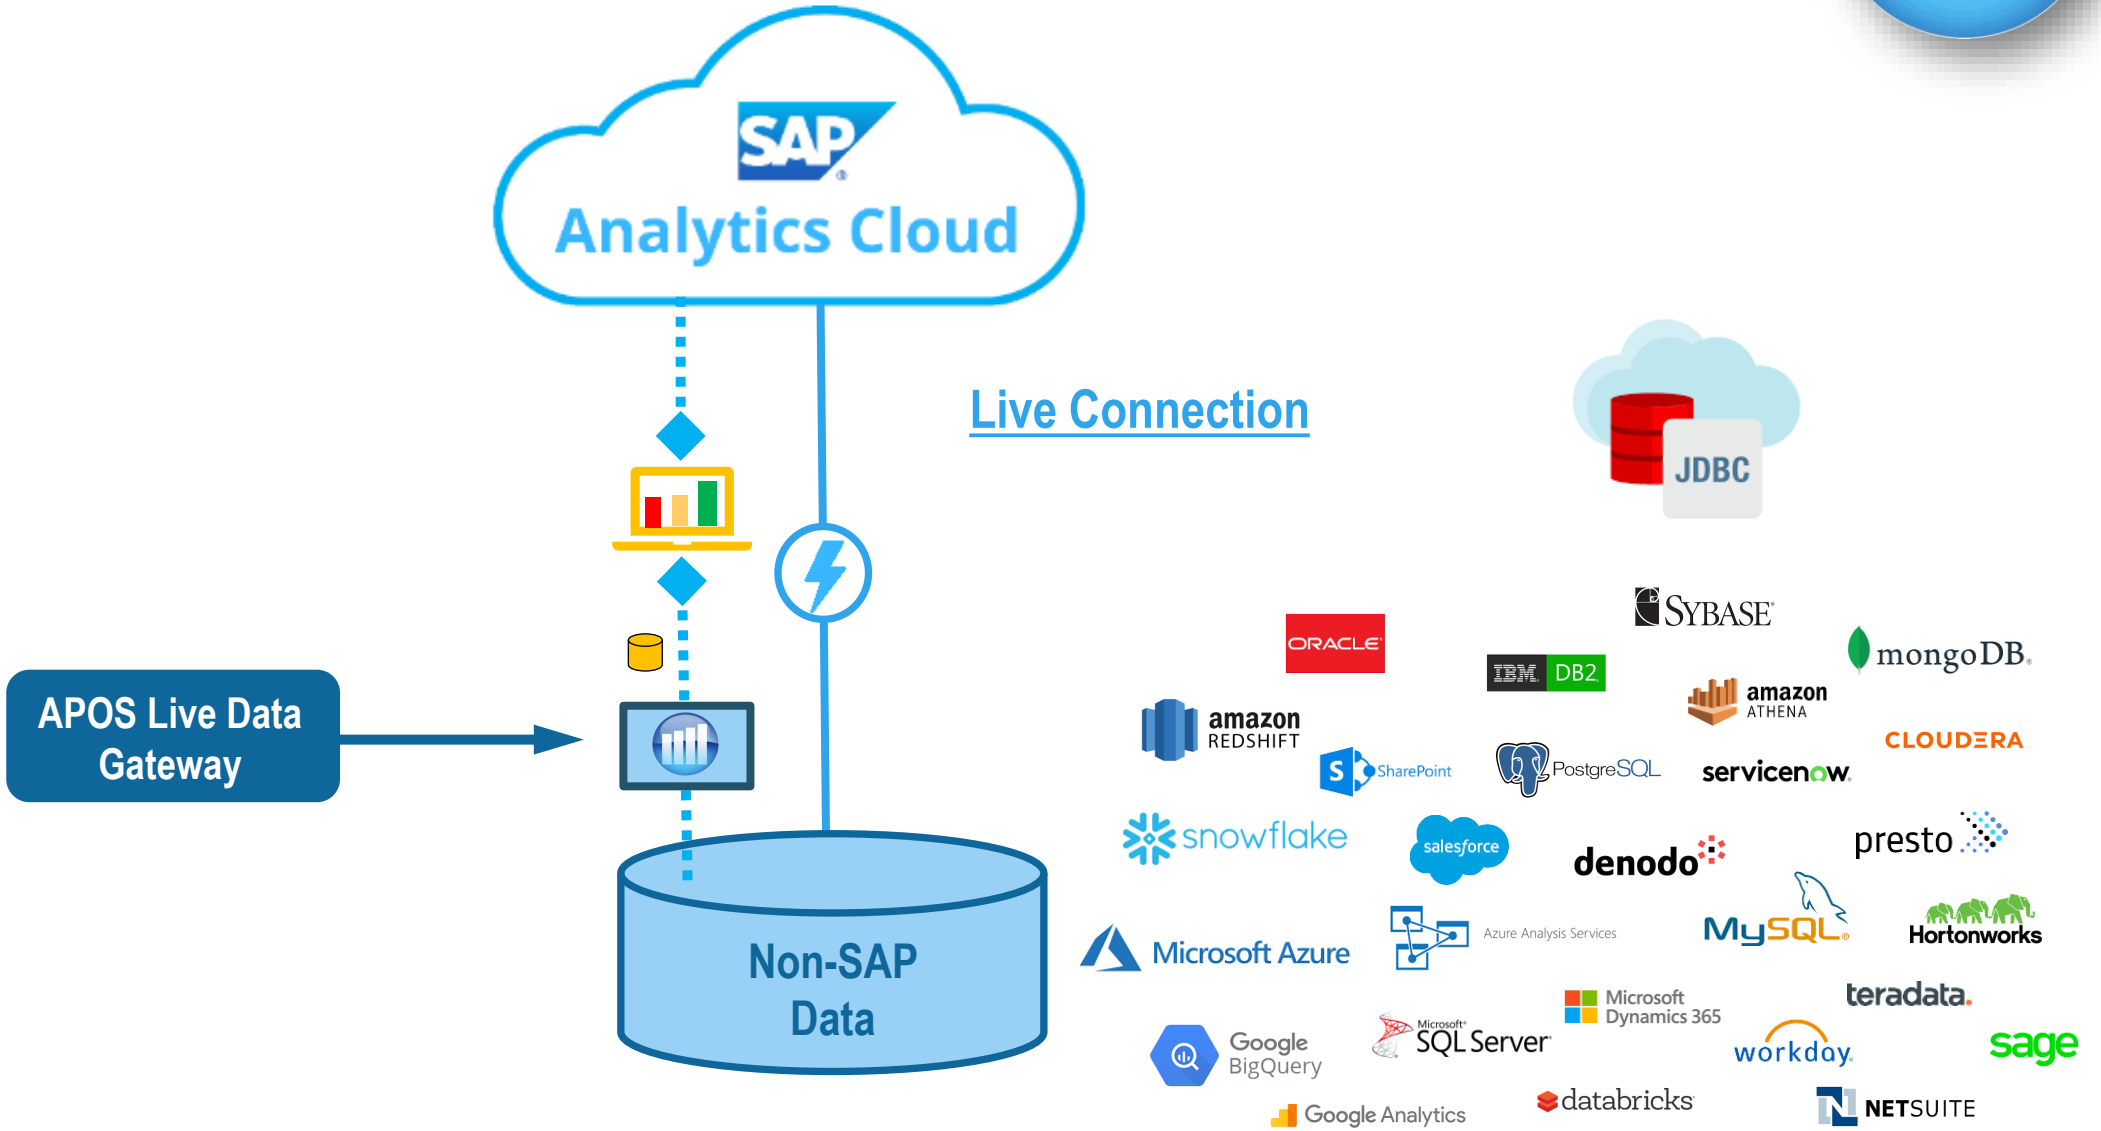 SAP®
Analytics Cloud
Live Connection
JDBC
SYBASE®
ORACLE®
mongoDB®
IBM. DB2
amazon
ATHENA
amazon
REDSHIFT
CLOUDERA
S SharePoint
PostgreSQL
servicenow®
APOS Live Data
Gateway
snowflake
salesforce
denodo
presto
MySQL®
Hortonworks
Microsoft Azure
Azure Analysis Services
Non-SAP
Data
teradata.
Microsoft
Dynamics 365
Microsoft®
SQL Server®
Google
BigQuery
workday®
sage
databricks
Google Analytics
N NETSUITE